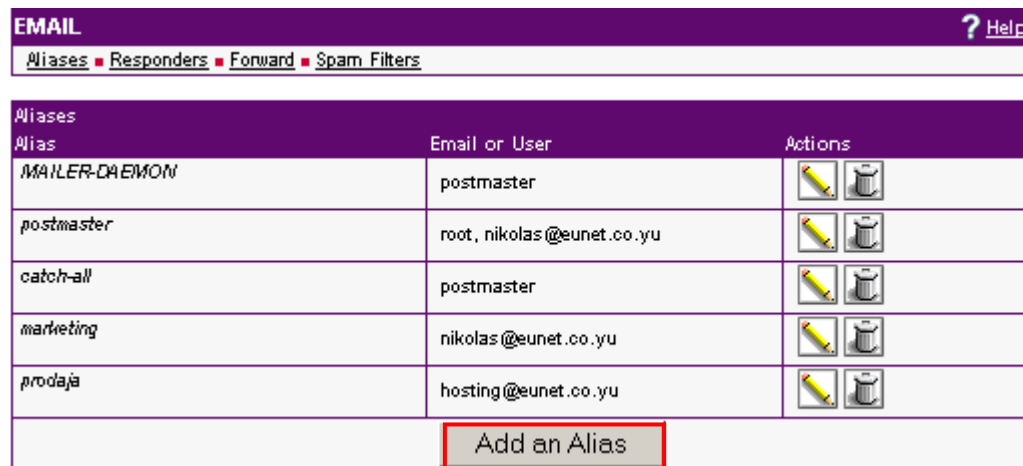 EMAIL ? Help
Aliases ▪ Responders ▪ Forward ▪ Spam Filters
Aliases
Alias Email or User Actions
MAILER-DAEMON postmaster
postmaster root, nikolas@eunet.co.yu
catch-all postmaster
marketing nikolas@eunet.co.yu
prodaja hosting@eunet.co.yu
Add an Alias